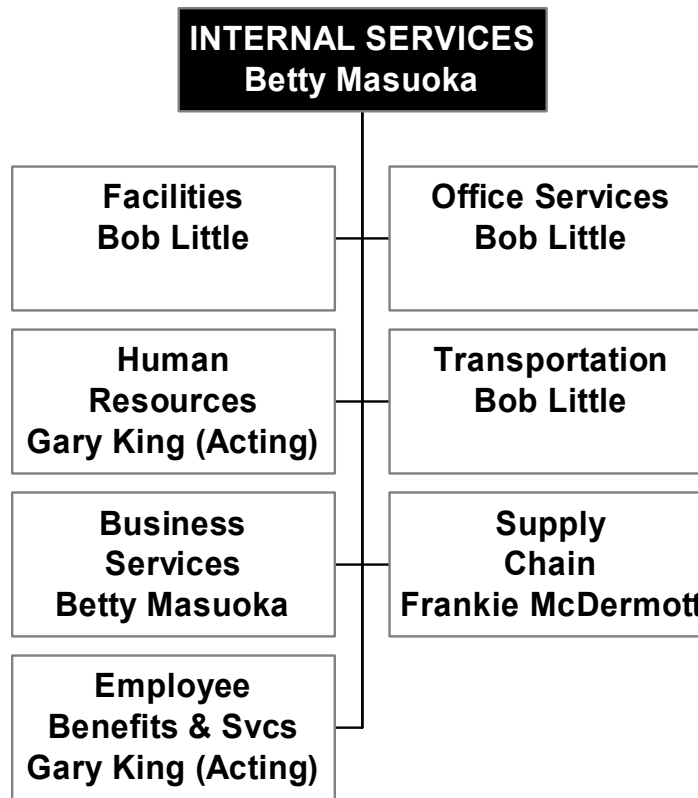 INTERNAL SERVICES
Betty Masuoka
Facilities
Bob Little
Office Services
Bob Little
Human
Resources
Gary King (Acting)
Transportation
Bob Little
Business
Services
Betty Masuoka
Supply
Chain
Frankie McDermott
Employee
Benefits & Svcs
Gary King (Acting)